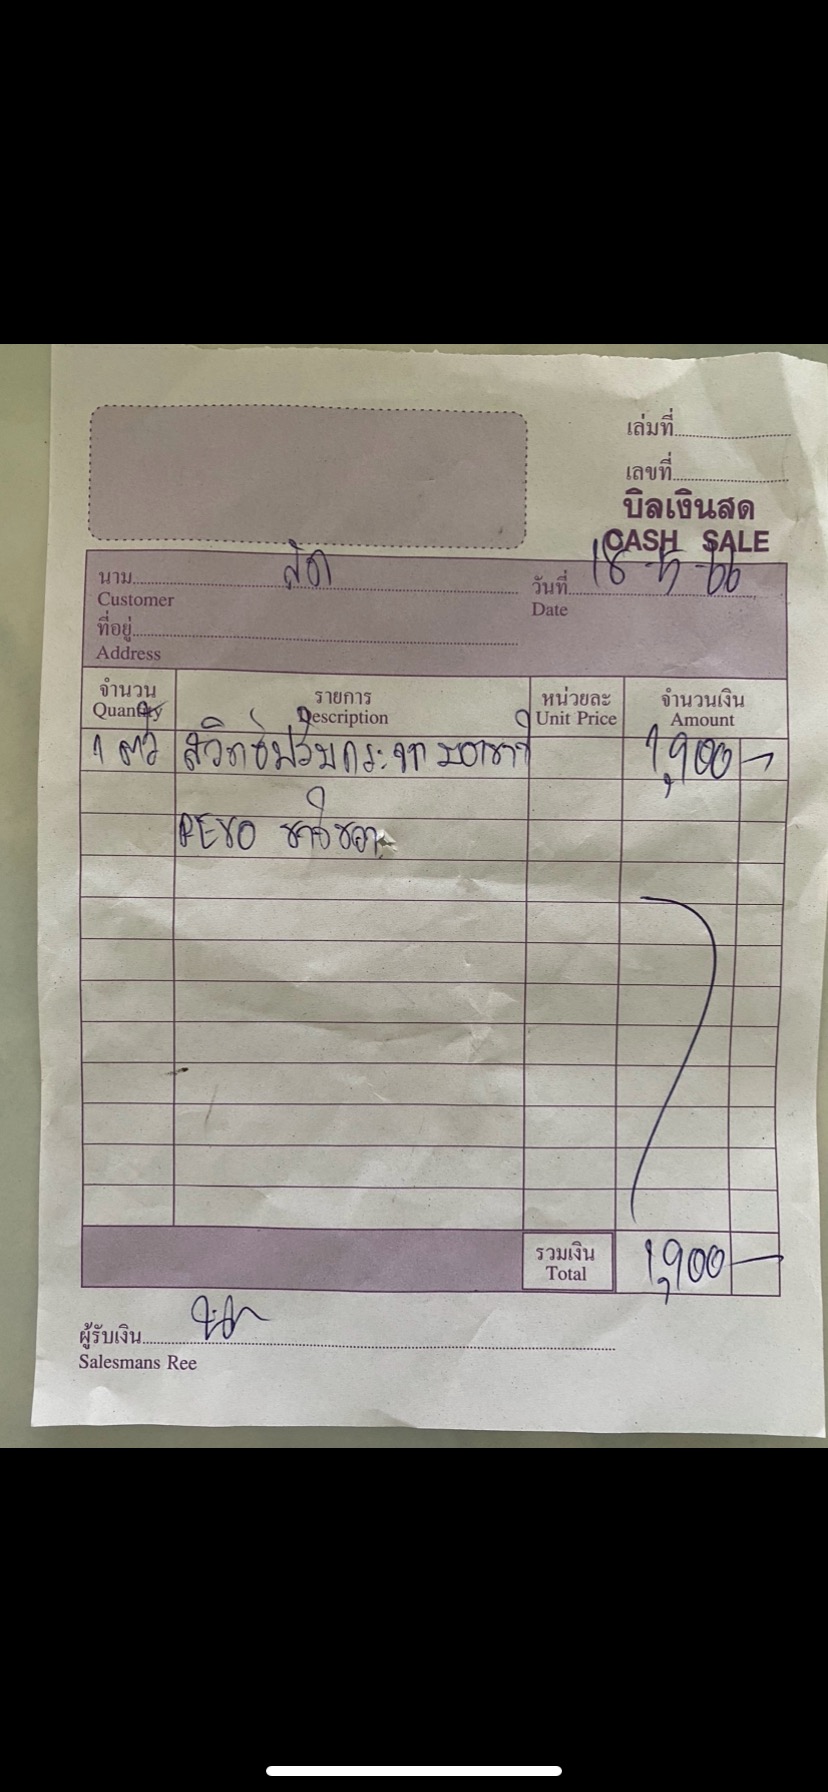 เล่มที่
เลขที่
บิลเงินสด
CASH SALE
นาม สด วันที่ 18-5-66
Customer Date
ที่อยู่
Address
จำนวน รายการ หน่วยละ จำนวนเงิน
Quantity Description Unit Price Amount
1 ตัว 1,900 -
รวมเงิน 1,900 -
Total
ผู้รับเงิน
Salesmans Ree